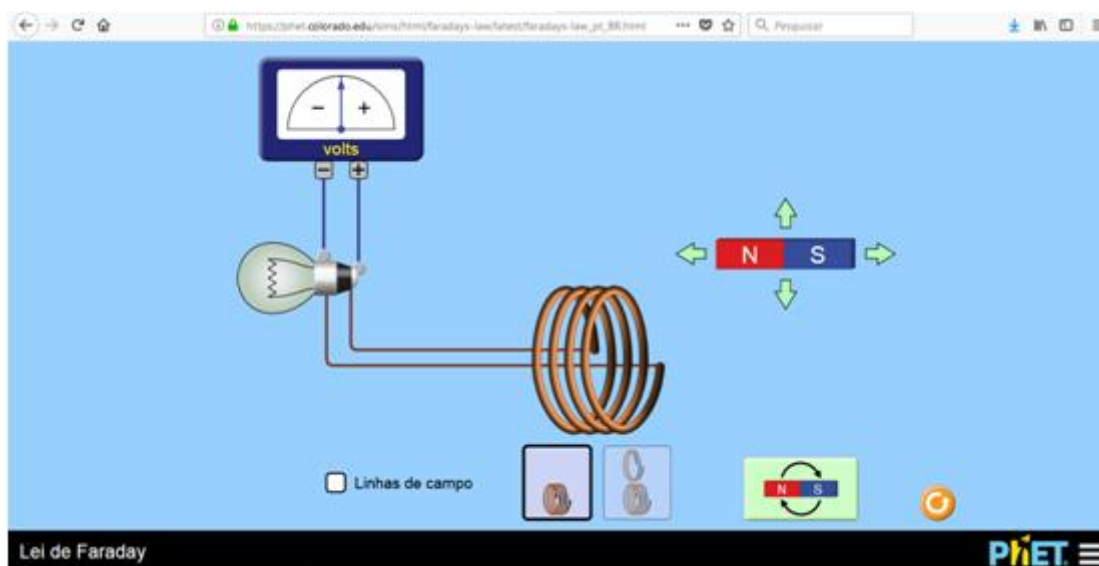 https://phet.colorado.edu/sims/html/faradays-law/latest/faradays-law_pt_BR.html
Pesquisar
− +
volts
− +
N S
Linhas de campo
N S
Lei de Faraday
PhET